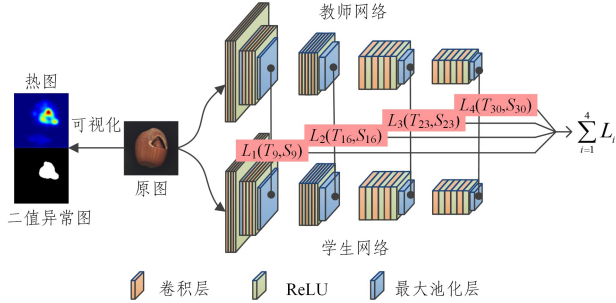 教师网络
热图
可视化
原图
二值异常图
L₄(T₃₀,S₃₀)
L₃(T₂₃,S₂₃)
L₂(T₁₆,S₁₆)
L₁(T₉,S₉)
∑⁴ᵢ₌₁ Lᵢ
学生网络
卷积层 ReLU 最大池化层